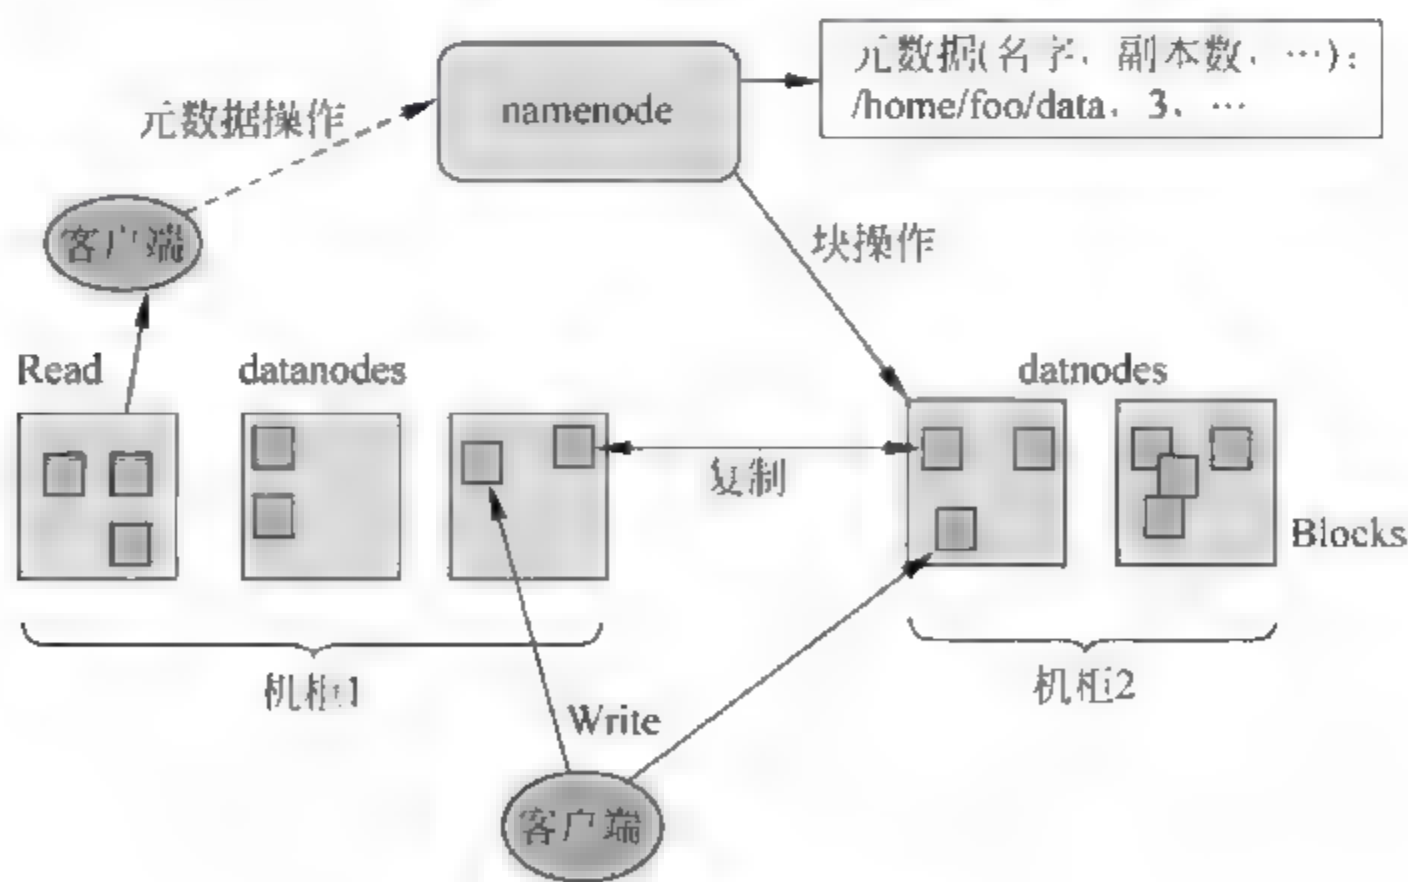 元数据(名字、副本数、…):
/home/foo/data、3、…
namenode
元数据操作
客户端
块操作
Read
datanodes
datnodes
复制
Blocks
机柜1
机柜2
Write
客户端